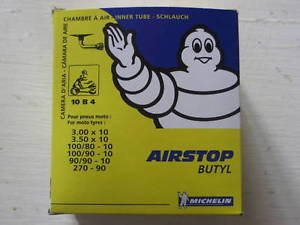 CHAMBRE À AIR - INNER TUBE - SCHLAUCH
CAMERA D'ARIA - CÁMARA DE AIRE
10 B 4
Pour pneus moto :
For moto tyres :
3.00 x 10
3.50 x 10
100/80 - 10
100/90 - 10
90/90 - 10
270 - 90
AIRSTOP
BUTYL
MICHELIN